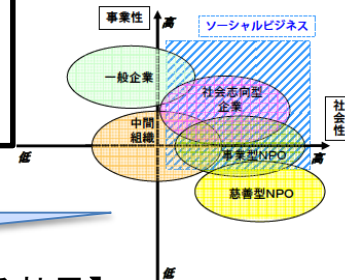 事業性
高
ソーシャルビジネス
一般企業
社会志向型
企業
社会性
中間
組織
事業型NPO
低
高
慈善型NPO
低